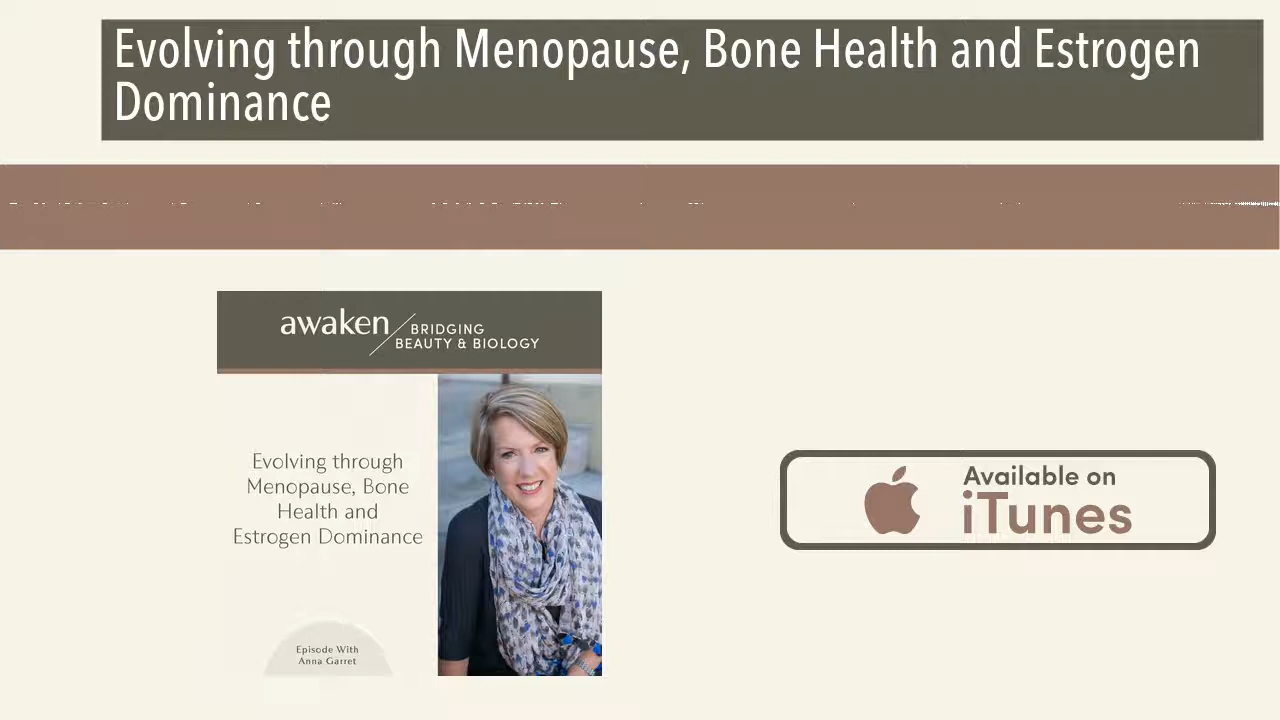 Evolving through Menopause, Bone Health and Estrogen
Dominance
awaken BRIDGING
BEAUTY & BIOLOGY
Evolving through
Menopause, Bone
Health and
Estrogen Dominance
Episode With
Anna Garret
Available on
iTunes